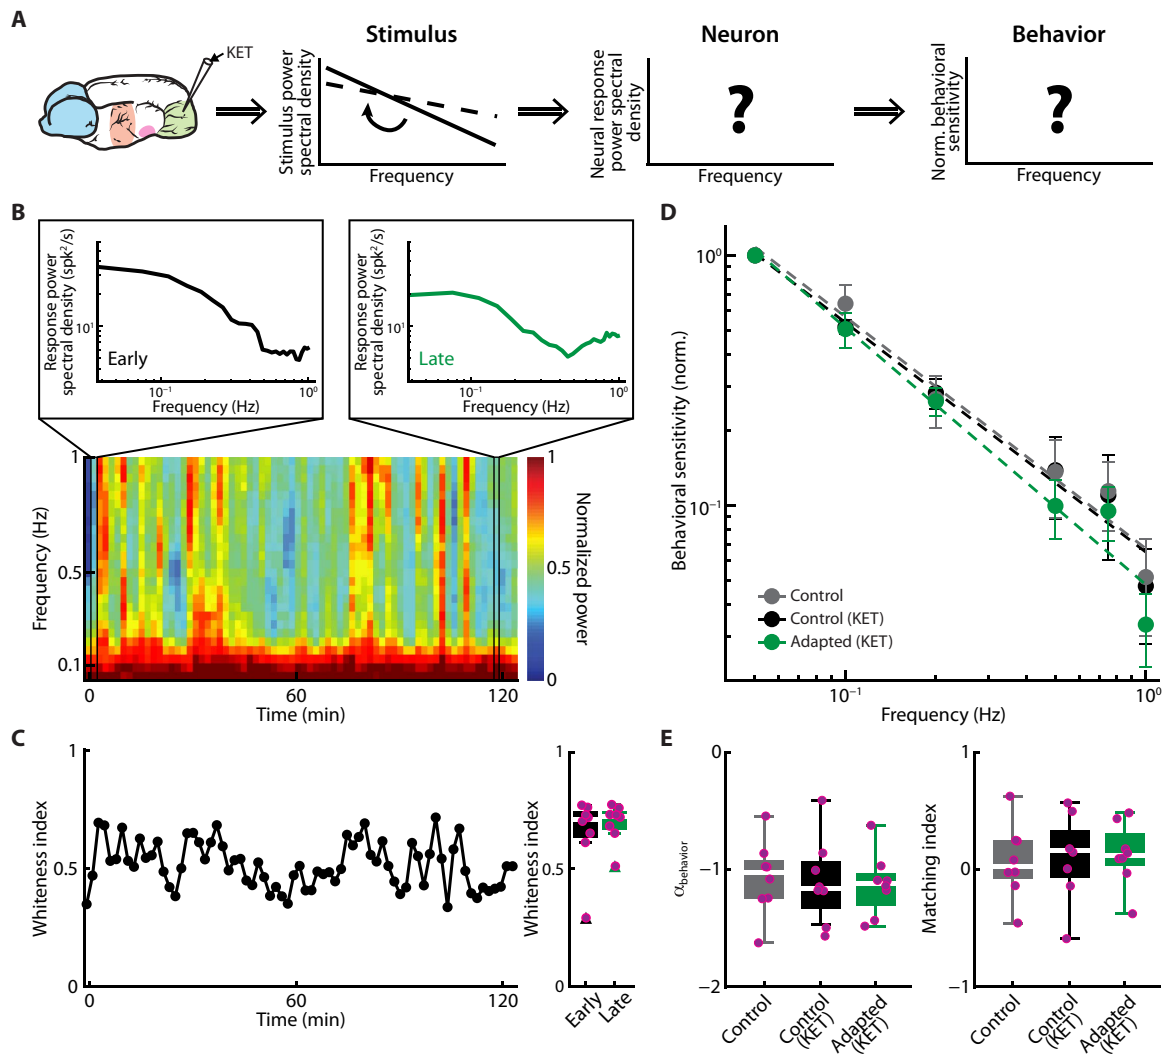 A
KET
Stimulus
Neuron
Behavior
Stimulus power
spectral density
Frequency
Neural response
power spectral
density
Frequency
?
Norm. behavioral
sensitivity
Frequency
?
B
Response power
spectral density (spk²/s)
10¹
Early
10⁻¹
10⁰
Frequency (Hz)
Response power
spectral density (spk²/s)
10¹
Late
10⁻¹
10⁰
Frequency (Hz)
Frequency (Hz)
1
0.5
0.1
0
60
120
Time (min)
1
0.5
0
Normalized power
C
Whiteness index
1
0.5
0
0
60
120
Time (min)
Whiteness index
1
0.5
0
Early
Late
D
Behavioral sensitivity (norm.)
10⁰
10⁻¹
Control
Control (KET)
Adapted (KET)
10⁻¹
10⁰
Frequency (Hz)
E
α behavior
0
−1
−2
Control
Control
(KET)
Adapted
(KET)
Matching index
1
0
−1
Control
Control
(KET)
Adapted
(KET)